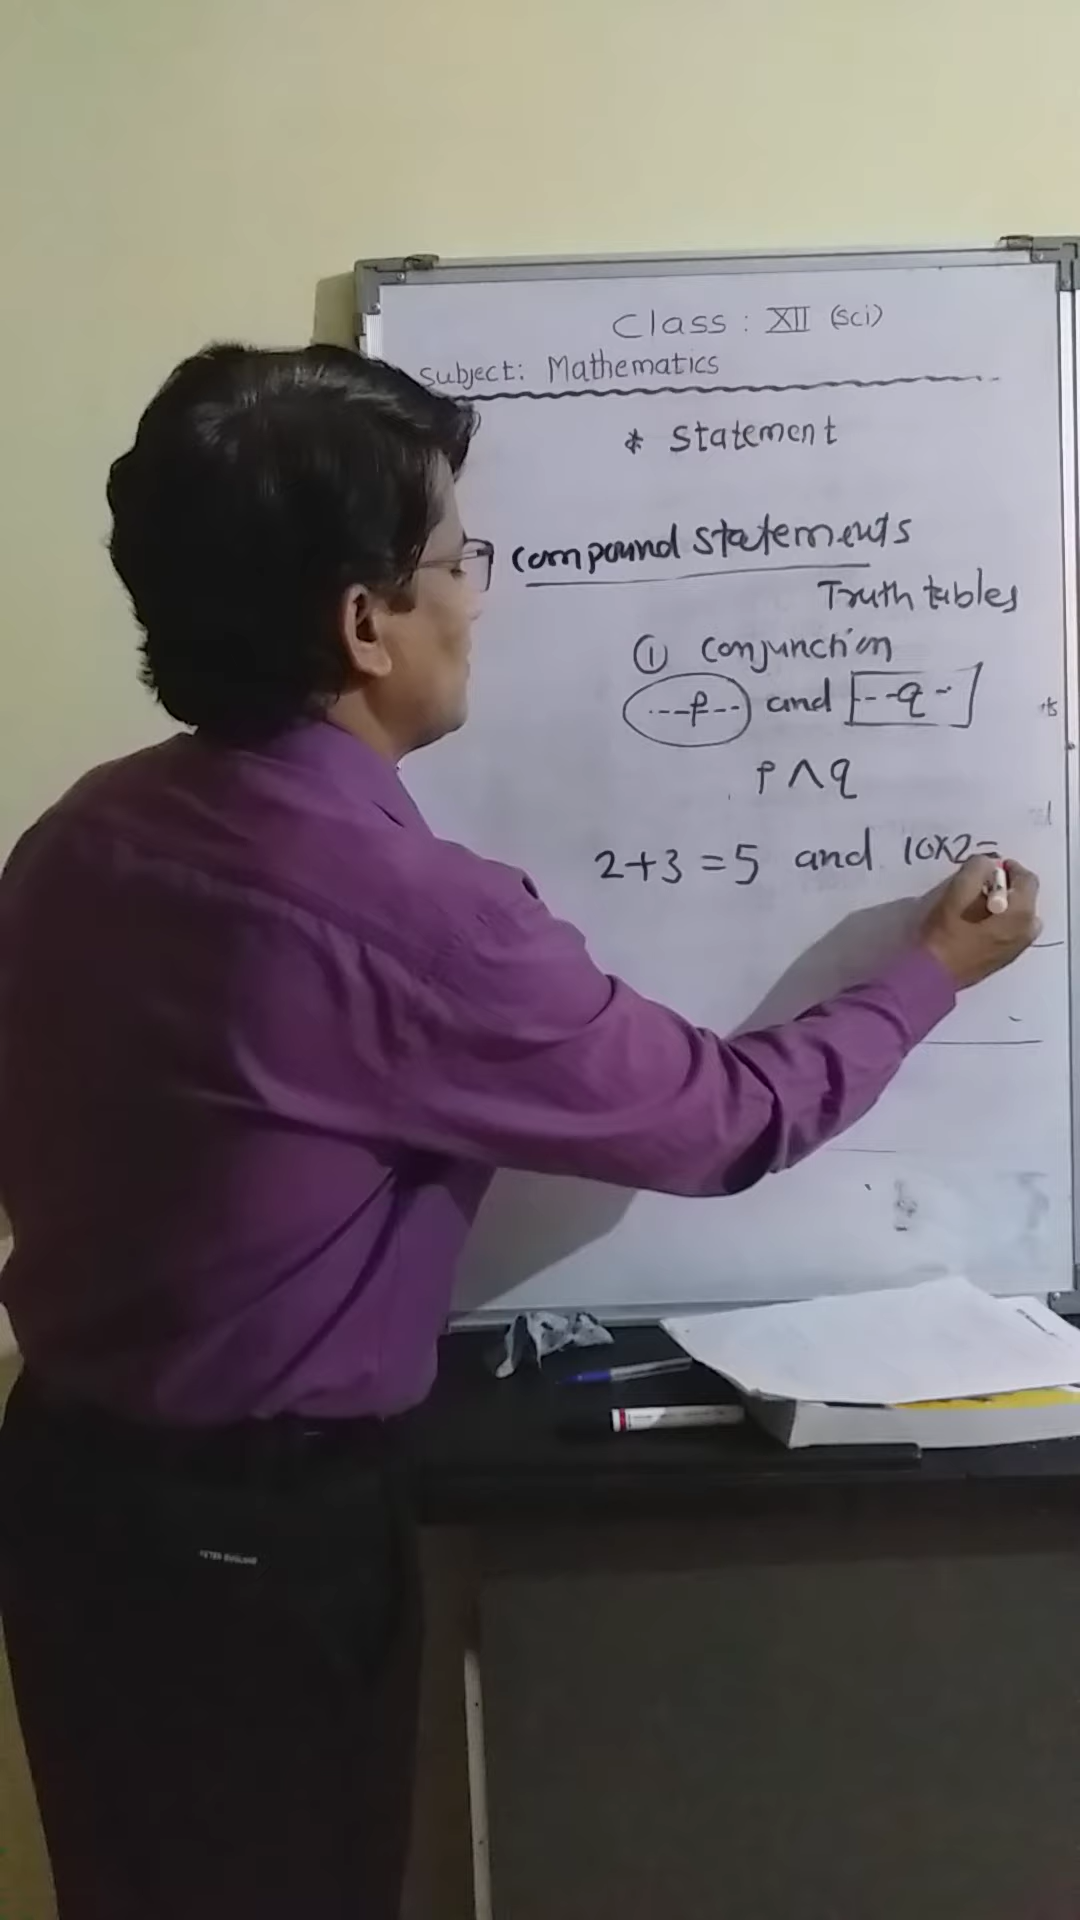 Class : XII (Sci)
Subject: Mathematics
* Statement
Compound Statements
Truth tables
① Conjunction
---p--- and --q--
p ∧ q
2+3=5 and 10×2=